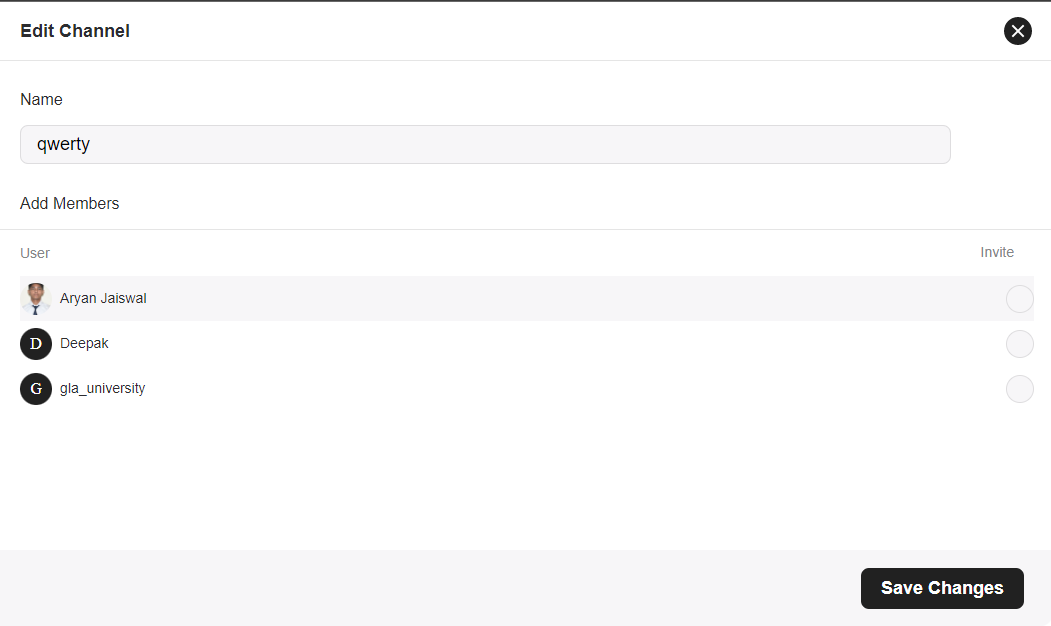 Edit Channel
Name
qwerty
Add Members
User Invite
Aryan Jaiswal
D Deepak
G gla_university
Save Changes